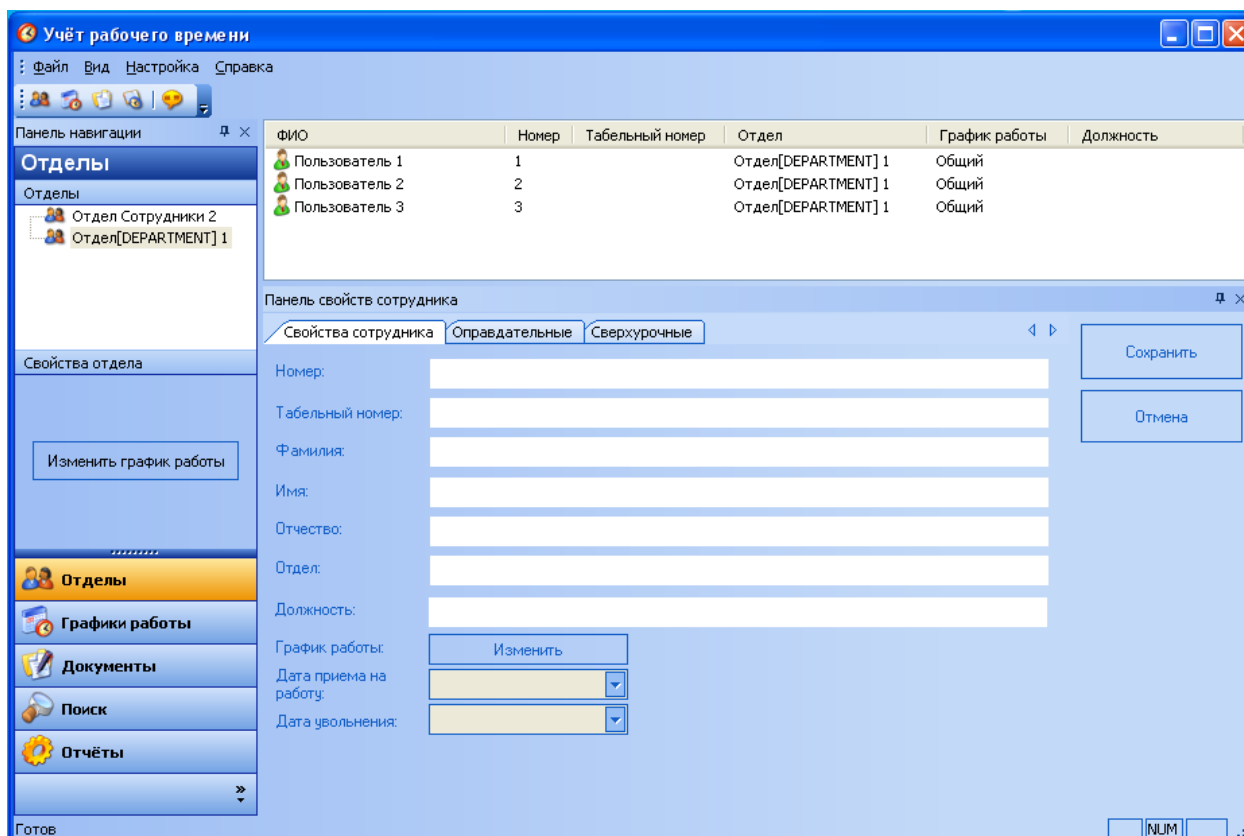 Учёт рабочего времени
Файл Вид Настройка Справка
Панель навигации
Отделы
Отделы
Отдел Сотрудники 2
Отдел[DEPARTMENT] 1
Свойства отдела
Изменить график работы
Отделы
Графики работы
Документы
Поиск
Отчёты
ФИО Номер Табельный номер Отдел График работы Должность
Пользователь 1 1 Отдел[DEPARTMENT] 1 Общий
Пользователь 2 2 Отдел[DEPARTMENT] 1 Общий
Пользователь 3 3 Отдел[DEPARTMENT] 1 Общий
Панель свойств сотрудника
Свойства сотрудника Оправдательные Сверхурочные
Номер:
Табельный номер:
Фамилия:
Имя:
Отчество:
Отдел:
Должность:
График работы: Изменить
Дата приема на
работу:
Дата увольнения:
Сохранить
Отмена
Готов NUM